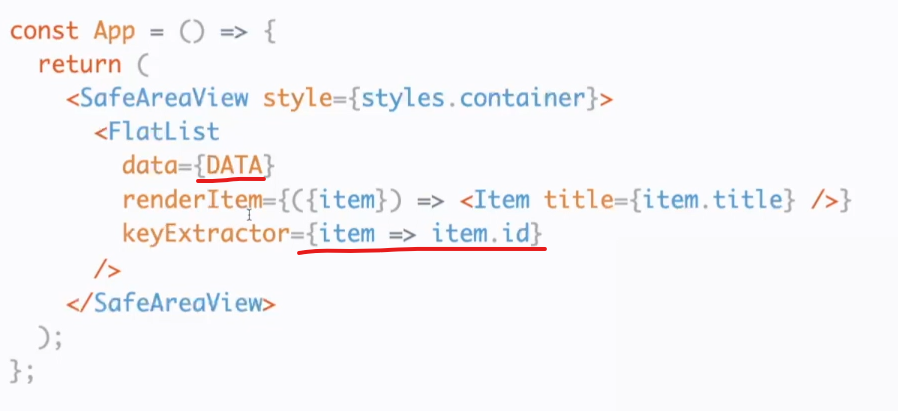 const App = () => {
return (
<SafeAreaView style={styles.container}>
<FlatList
data={DATA}
renderItem={({item}) => <Item title={item.title} />}
keyExtractor={item => item.id}
/>
</SafeAreaView>
);
};